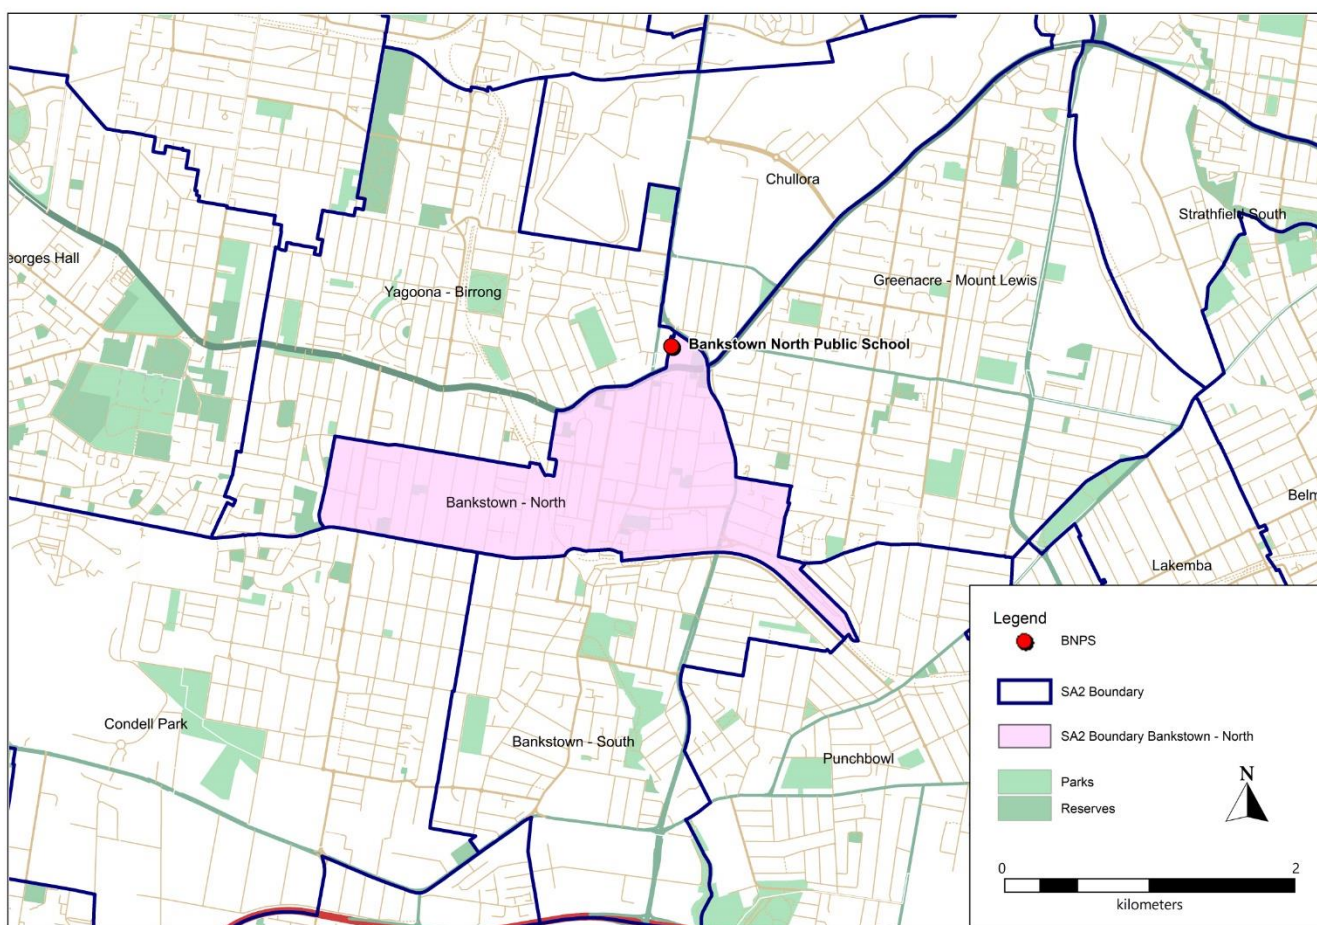 Chullora
Strathfield South
eorges Hall
Yagoona - Birrong
Greenacre - Mount Lewis
Bankstown North Public School
Bankstown - North
Belm
Lakemba
Condell Park
Bankstown - South
Punchbowl
Legend
BNPS
SA2 Boundary
SA2 Boundary Bankstown - North
Parks
Reserves
N
0 2
kilometers